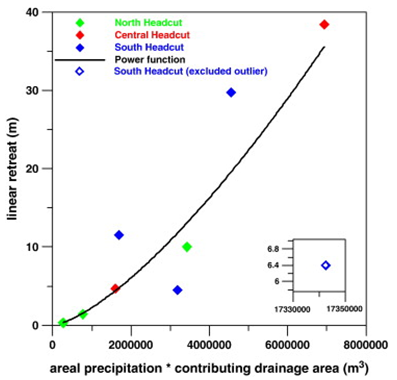 40
North Headcut
Central Headcut
South Headcut
Power function
South Headcut (excluded outlier)
30
linear retreat (m)
20
10
6.8
6.4
6
17330000 17350000
0
0 2000000 4000000 6000000 8000000
areal precipitation * contributing drainage area (m³)